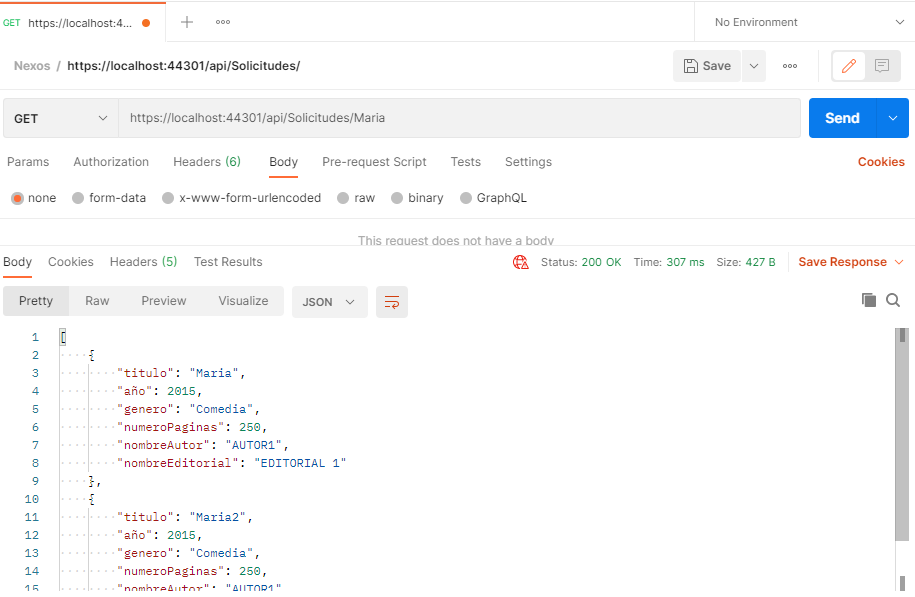 GET https://localhost:4... No Environment
Nexos / https://localhost:44301/api/Solicitudes/ Save
GET https://localhost:44301/api/Solicitudes/Maria Send
Params Authorization Headers (6) Body Pre-request Script Tests Settings Cookies
none form-data x-www-form-urlencoded raw binary GraphQL
This request does not have a body
Body Cookies Headers (5) Test Results Status: 200 OK Time: 307 ms Size: 427 B Save Response
Pretty Raw Preview Visualize JSON
1 [
2 {
3 "titulo": "Maria",
4 "año": 2015,
5 "genero": "Comedia",
6 "numeroPaginas": 250,
7 "nombreAutor": "AUTOR1",
8 "nombreEditorial": "EDITORIAL 1"
9 },
10 {
11 "titulo": "Maria2",
12 "año": 2015,
13 "genero": "Comedia",
14 "numeroPaginas": 250,
15 "nombreAutor": "AUTOR1"